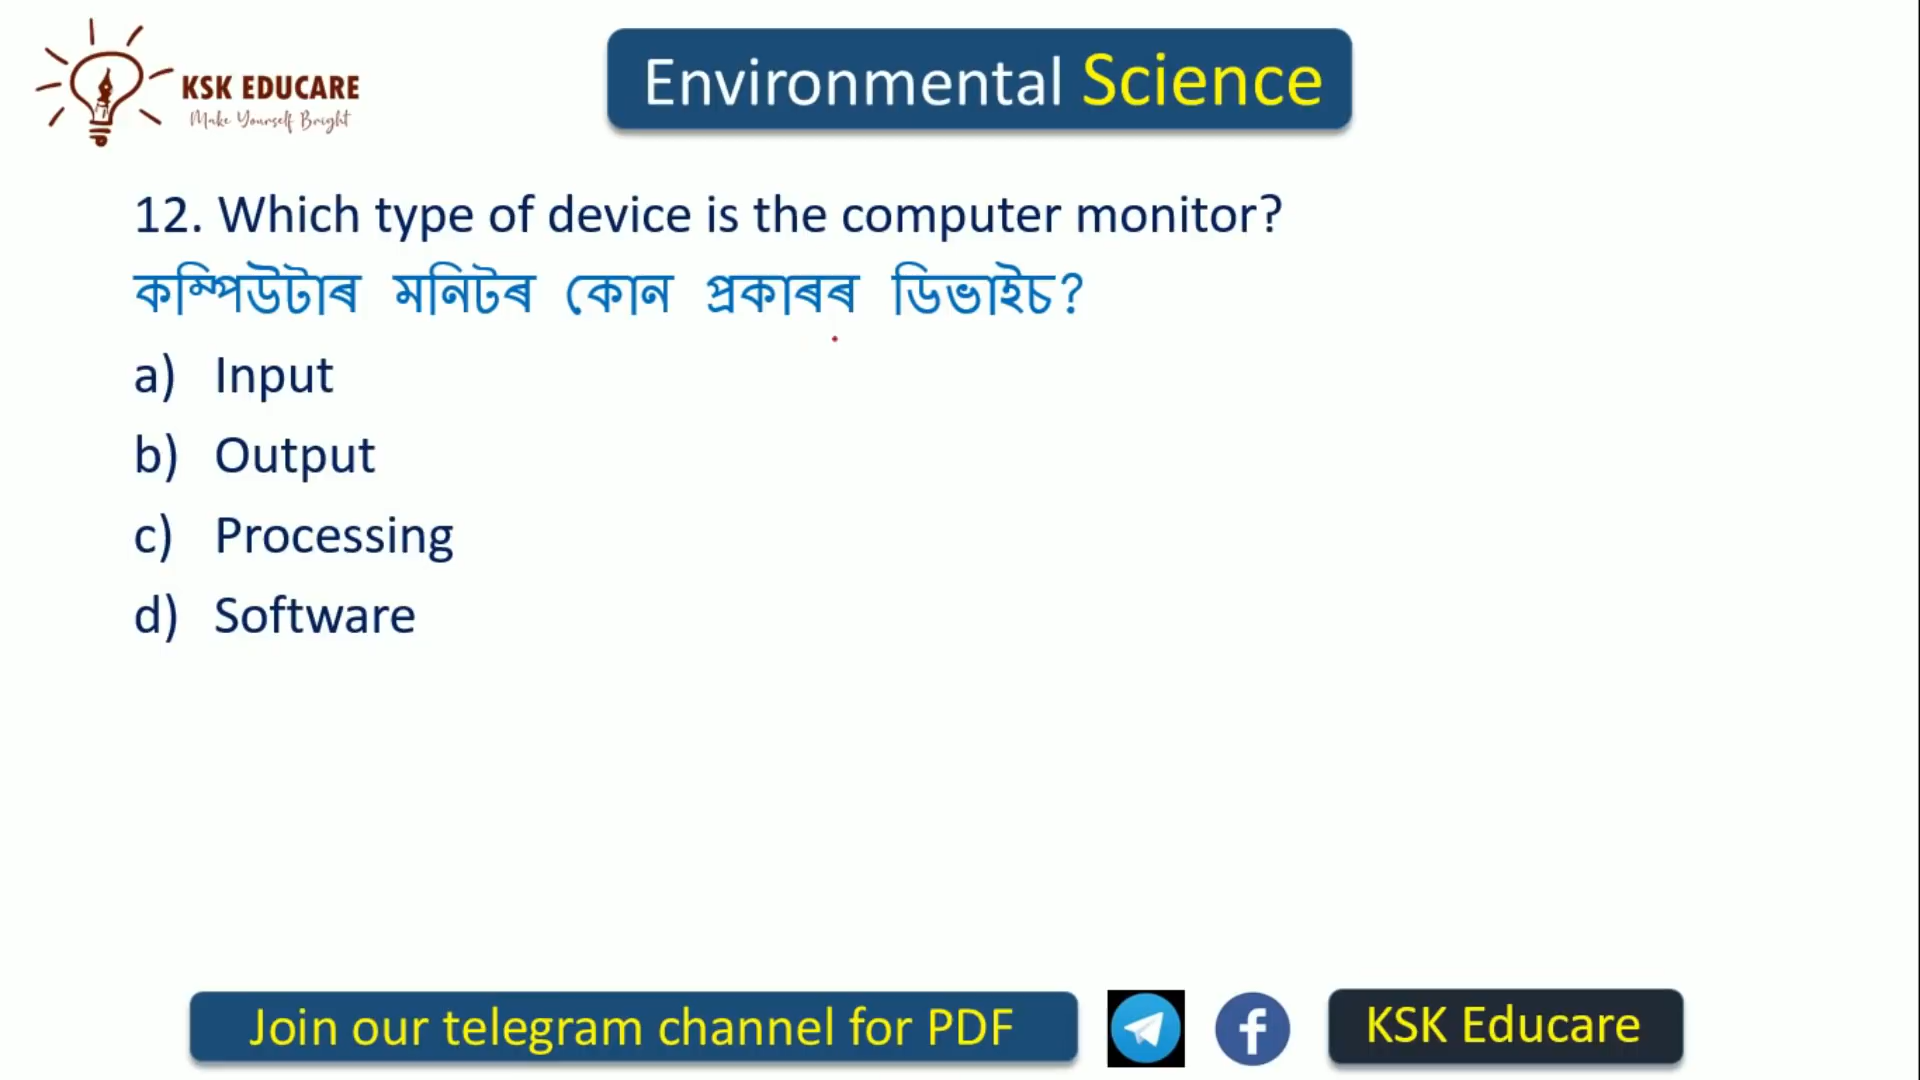 KSK EDUCARE
Make Yourself Bright
Environmental Science
12. Which type of device is the computer monitor?
কম্পিউটাৰ মনিটৰ কোন প্ৰকাৰৰ ডিভাইচ?
a) Input
b) Output
c) Processing
d) Software
Join our telegram channel for PDF
KSK Educare